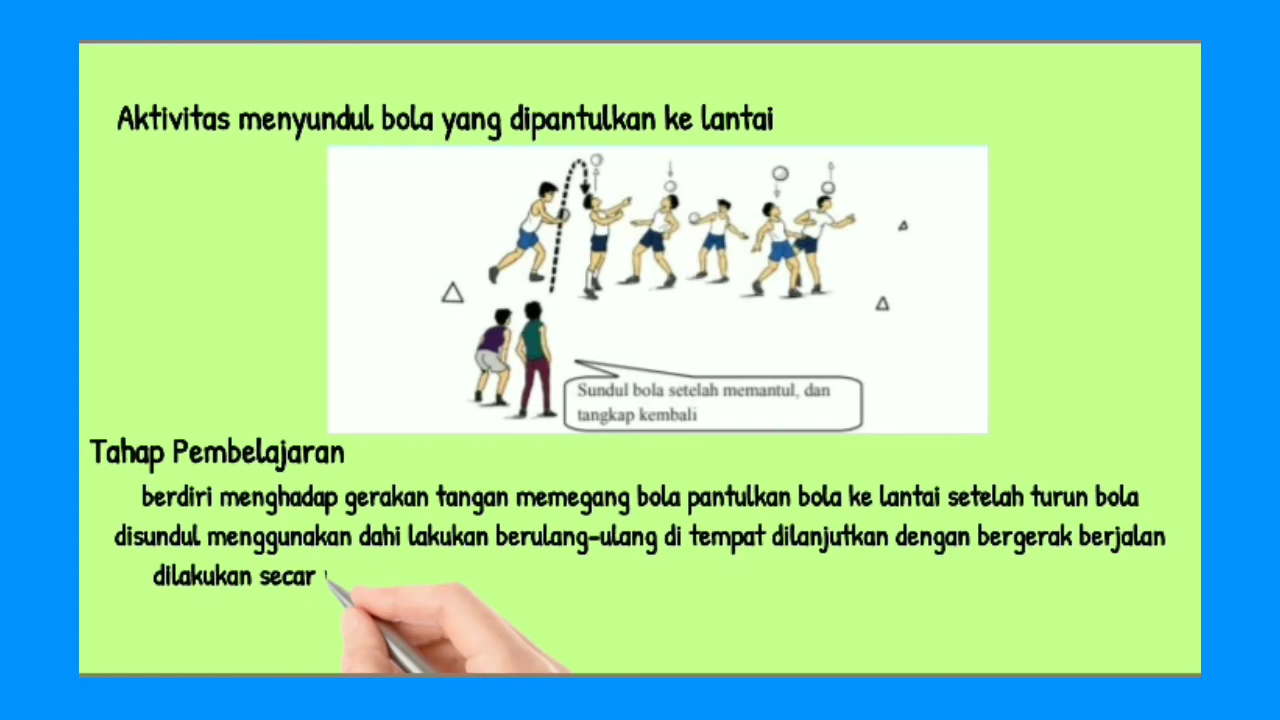 Aktivitas menyundul bola yang dipantulkan ke lantai
Sundul bola setelah memantul, dan
tangkap kembali
Tahap Pembelajaran
berdiri menghadap gerakan tangan memegang bola pantulkan bola ke lantai setelah turun bola
disundul menggunakan dahi lakukan berulang-ulang di tempat dilanjutkan dengan bergerak berjalan
dilakukan secar